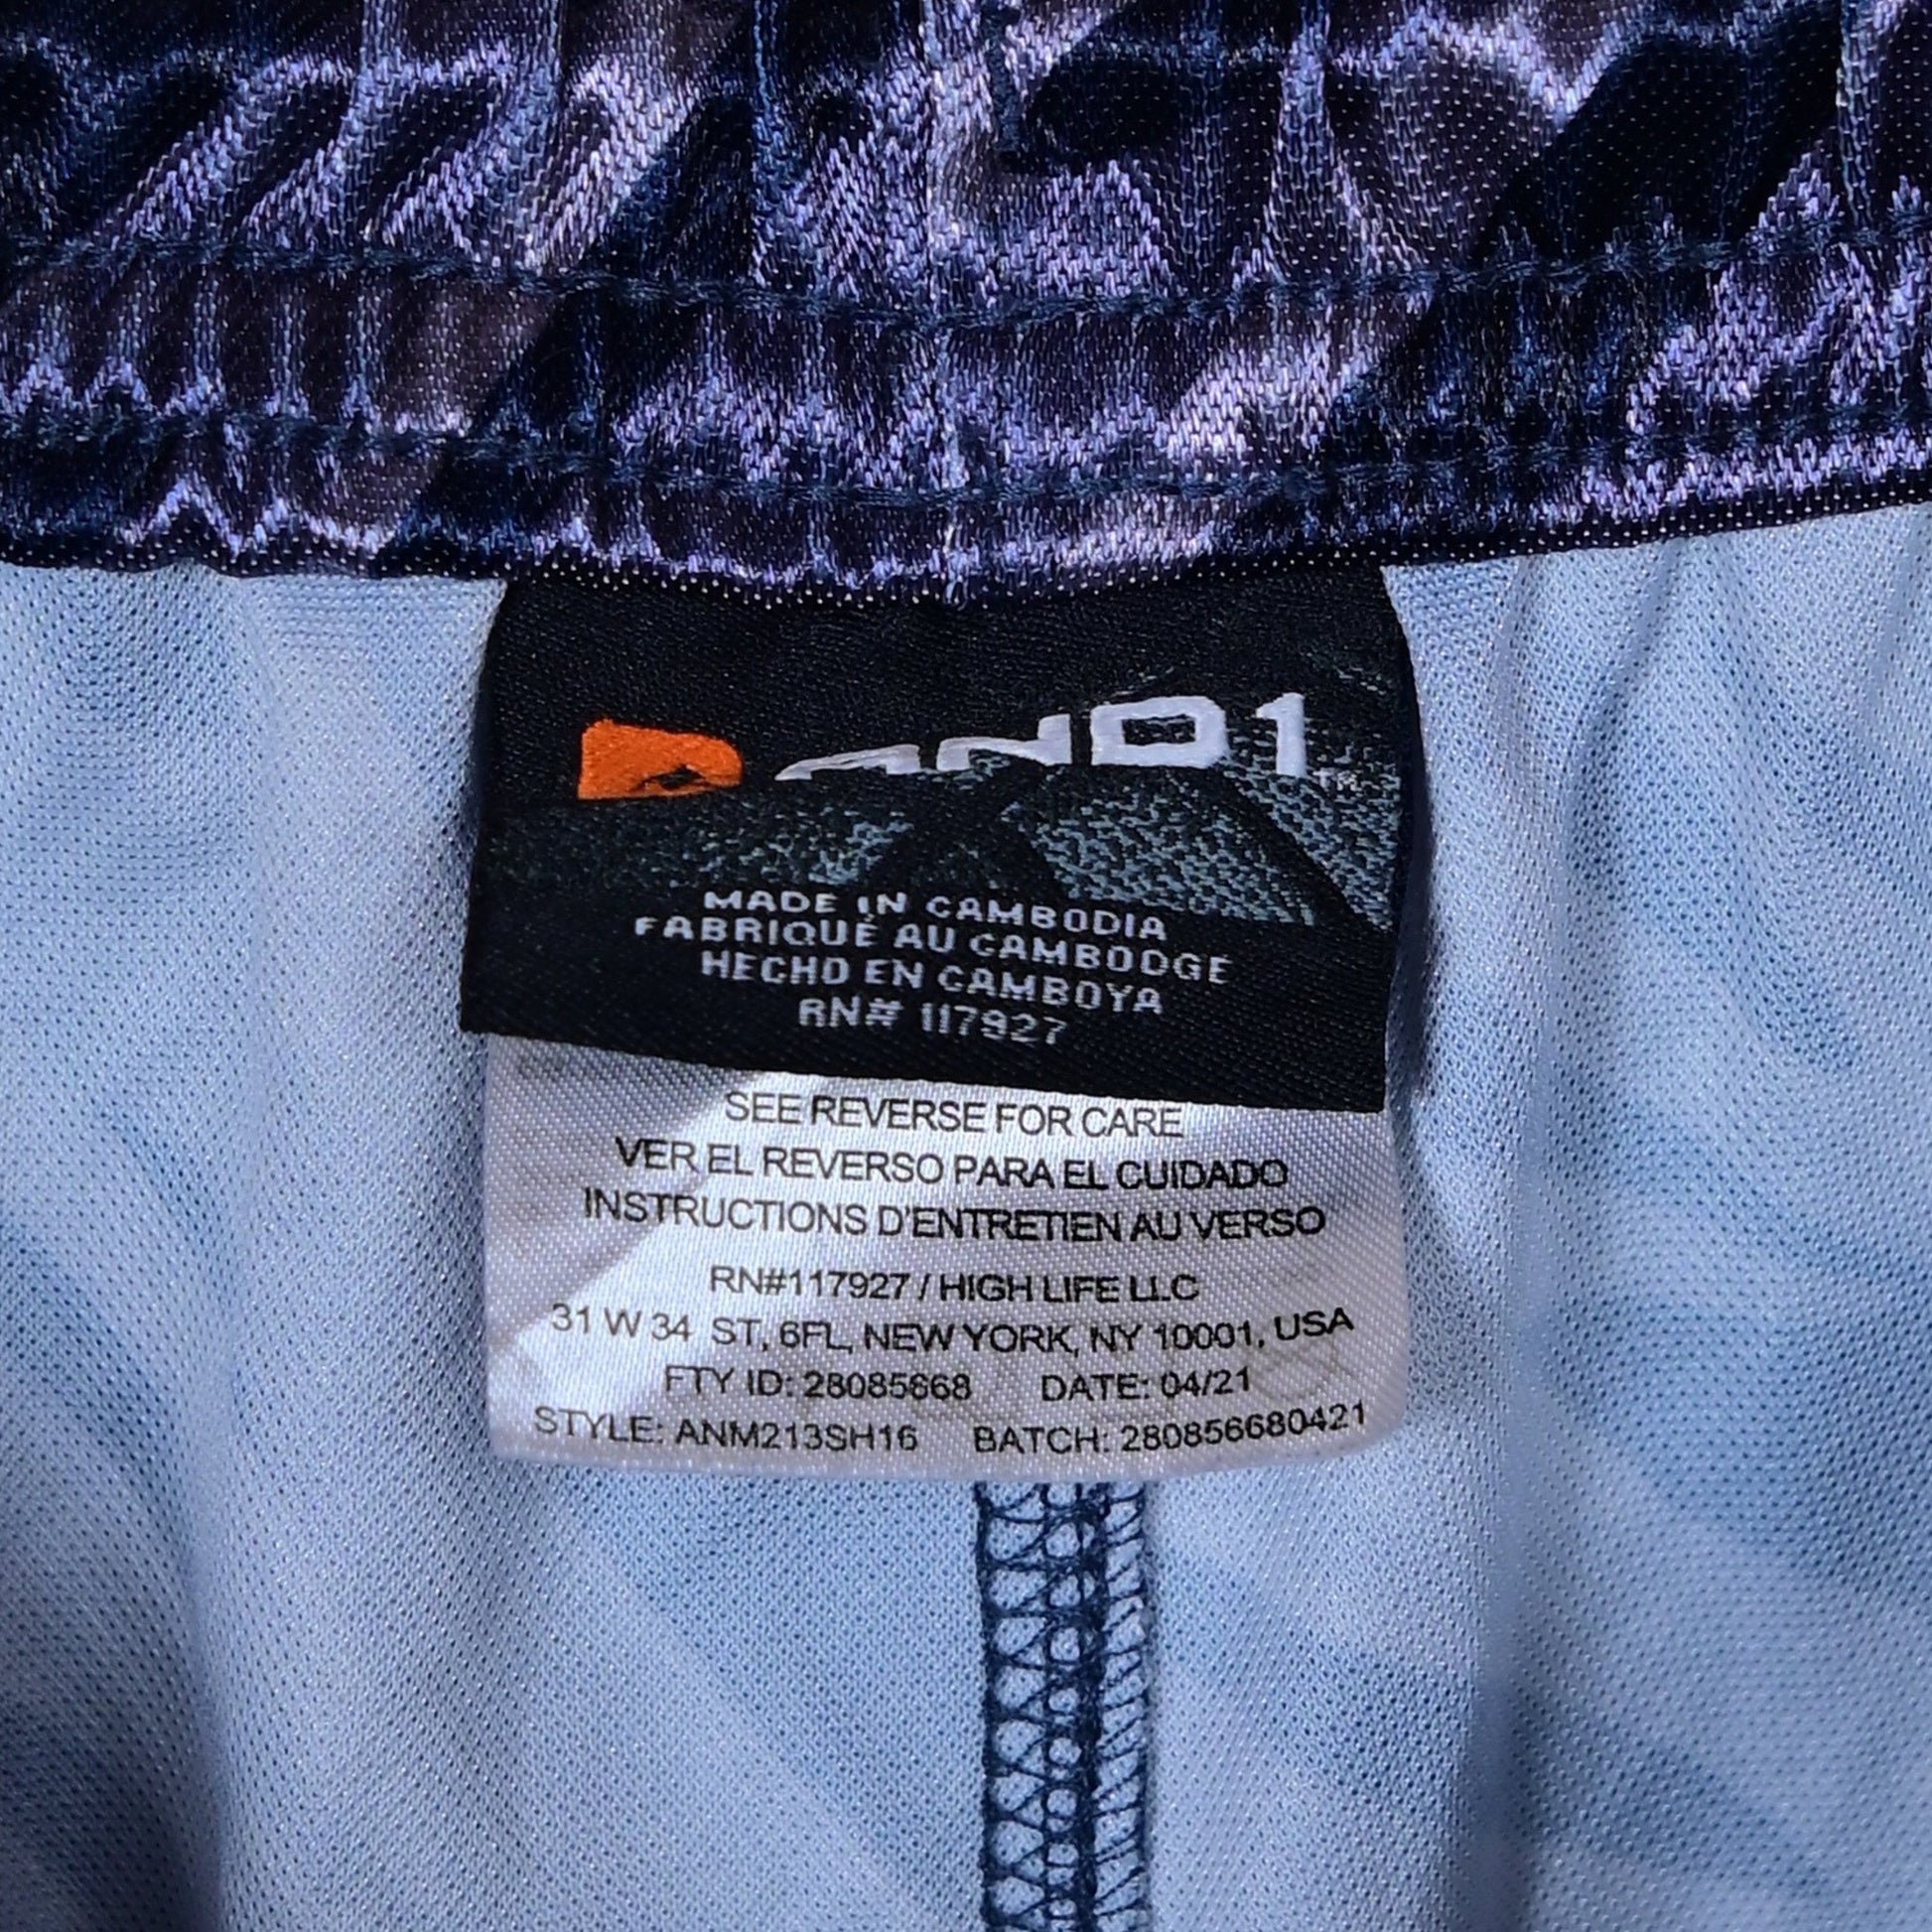 AND1 TM
MADE IN CAMBODIA
FABRIQUÉ AU CAMBODGE
HECHO EN CAMBOYA
RN# 117927
SEE REVERSE FOR CARE
VER EL REVERSO PARA EL CUIDADO
INSTRUCTIONS D'ENTRETIEN AU VERSO
RN#117927 / HIGH LIFE LLC
31 W 34 ST, 6FL, NEW YORK, NY 10001, USA
FTY ID: 28085668 DATE: 04/21
STYLE: ANM213SH16 BATCH: 280856680421